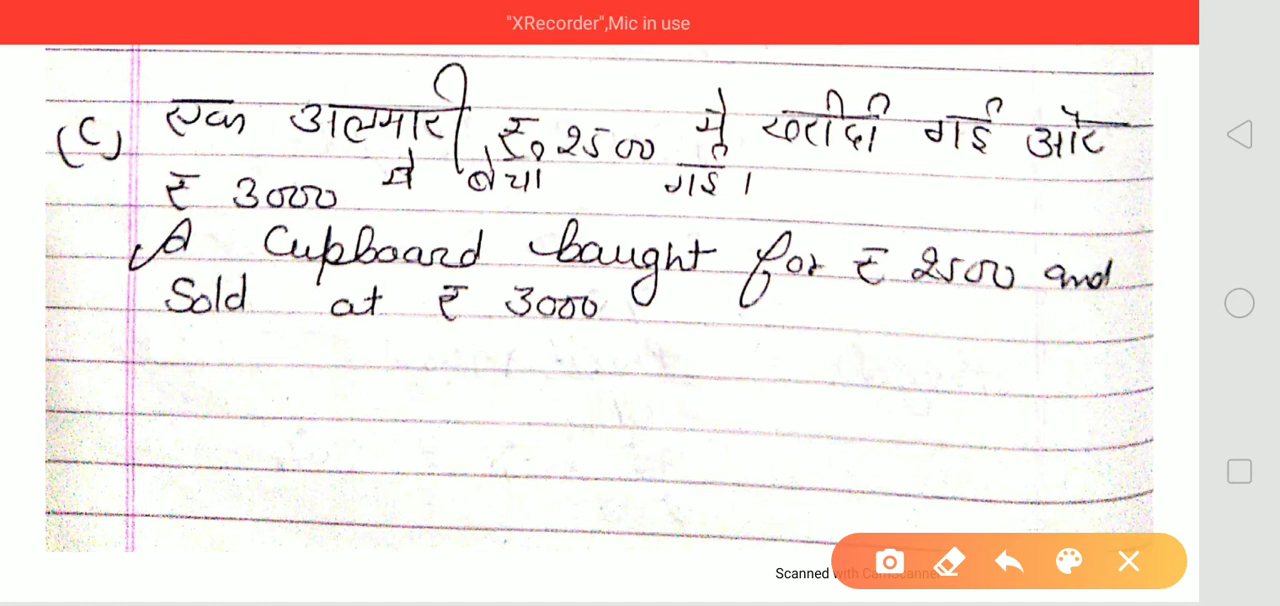 "XRecorder",Mic in use
(C) एक अलमारी रु० 2500 में खरीदी गई और
₹ 3000 मे बेचा गई।
A Cupboard baught for ₹ 2500 and
Sold at ₹ 3000
Scanned with CamScanner